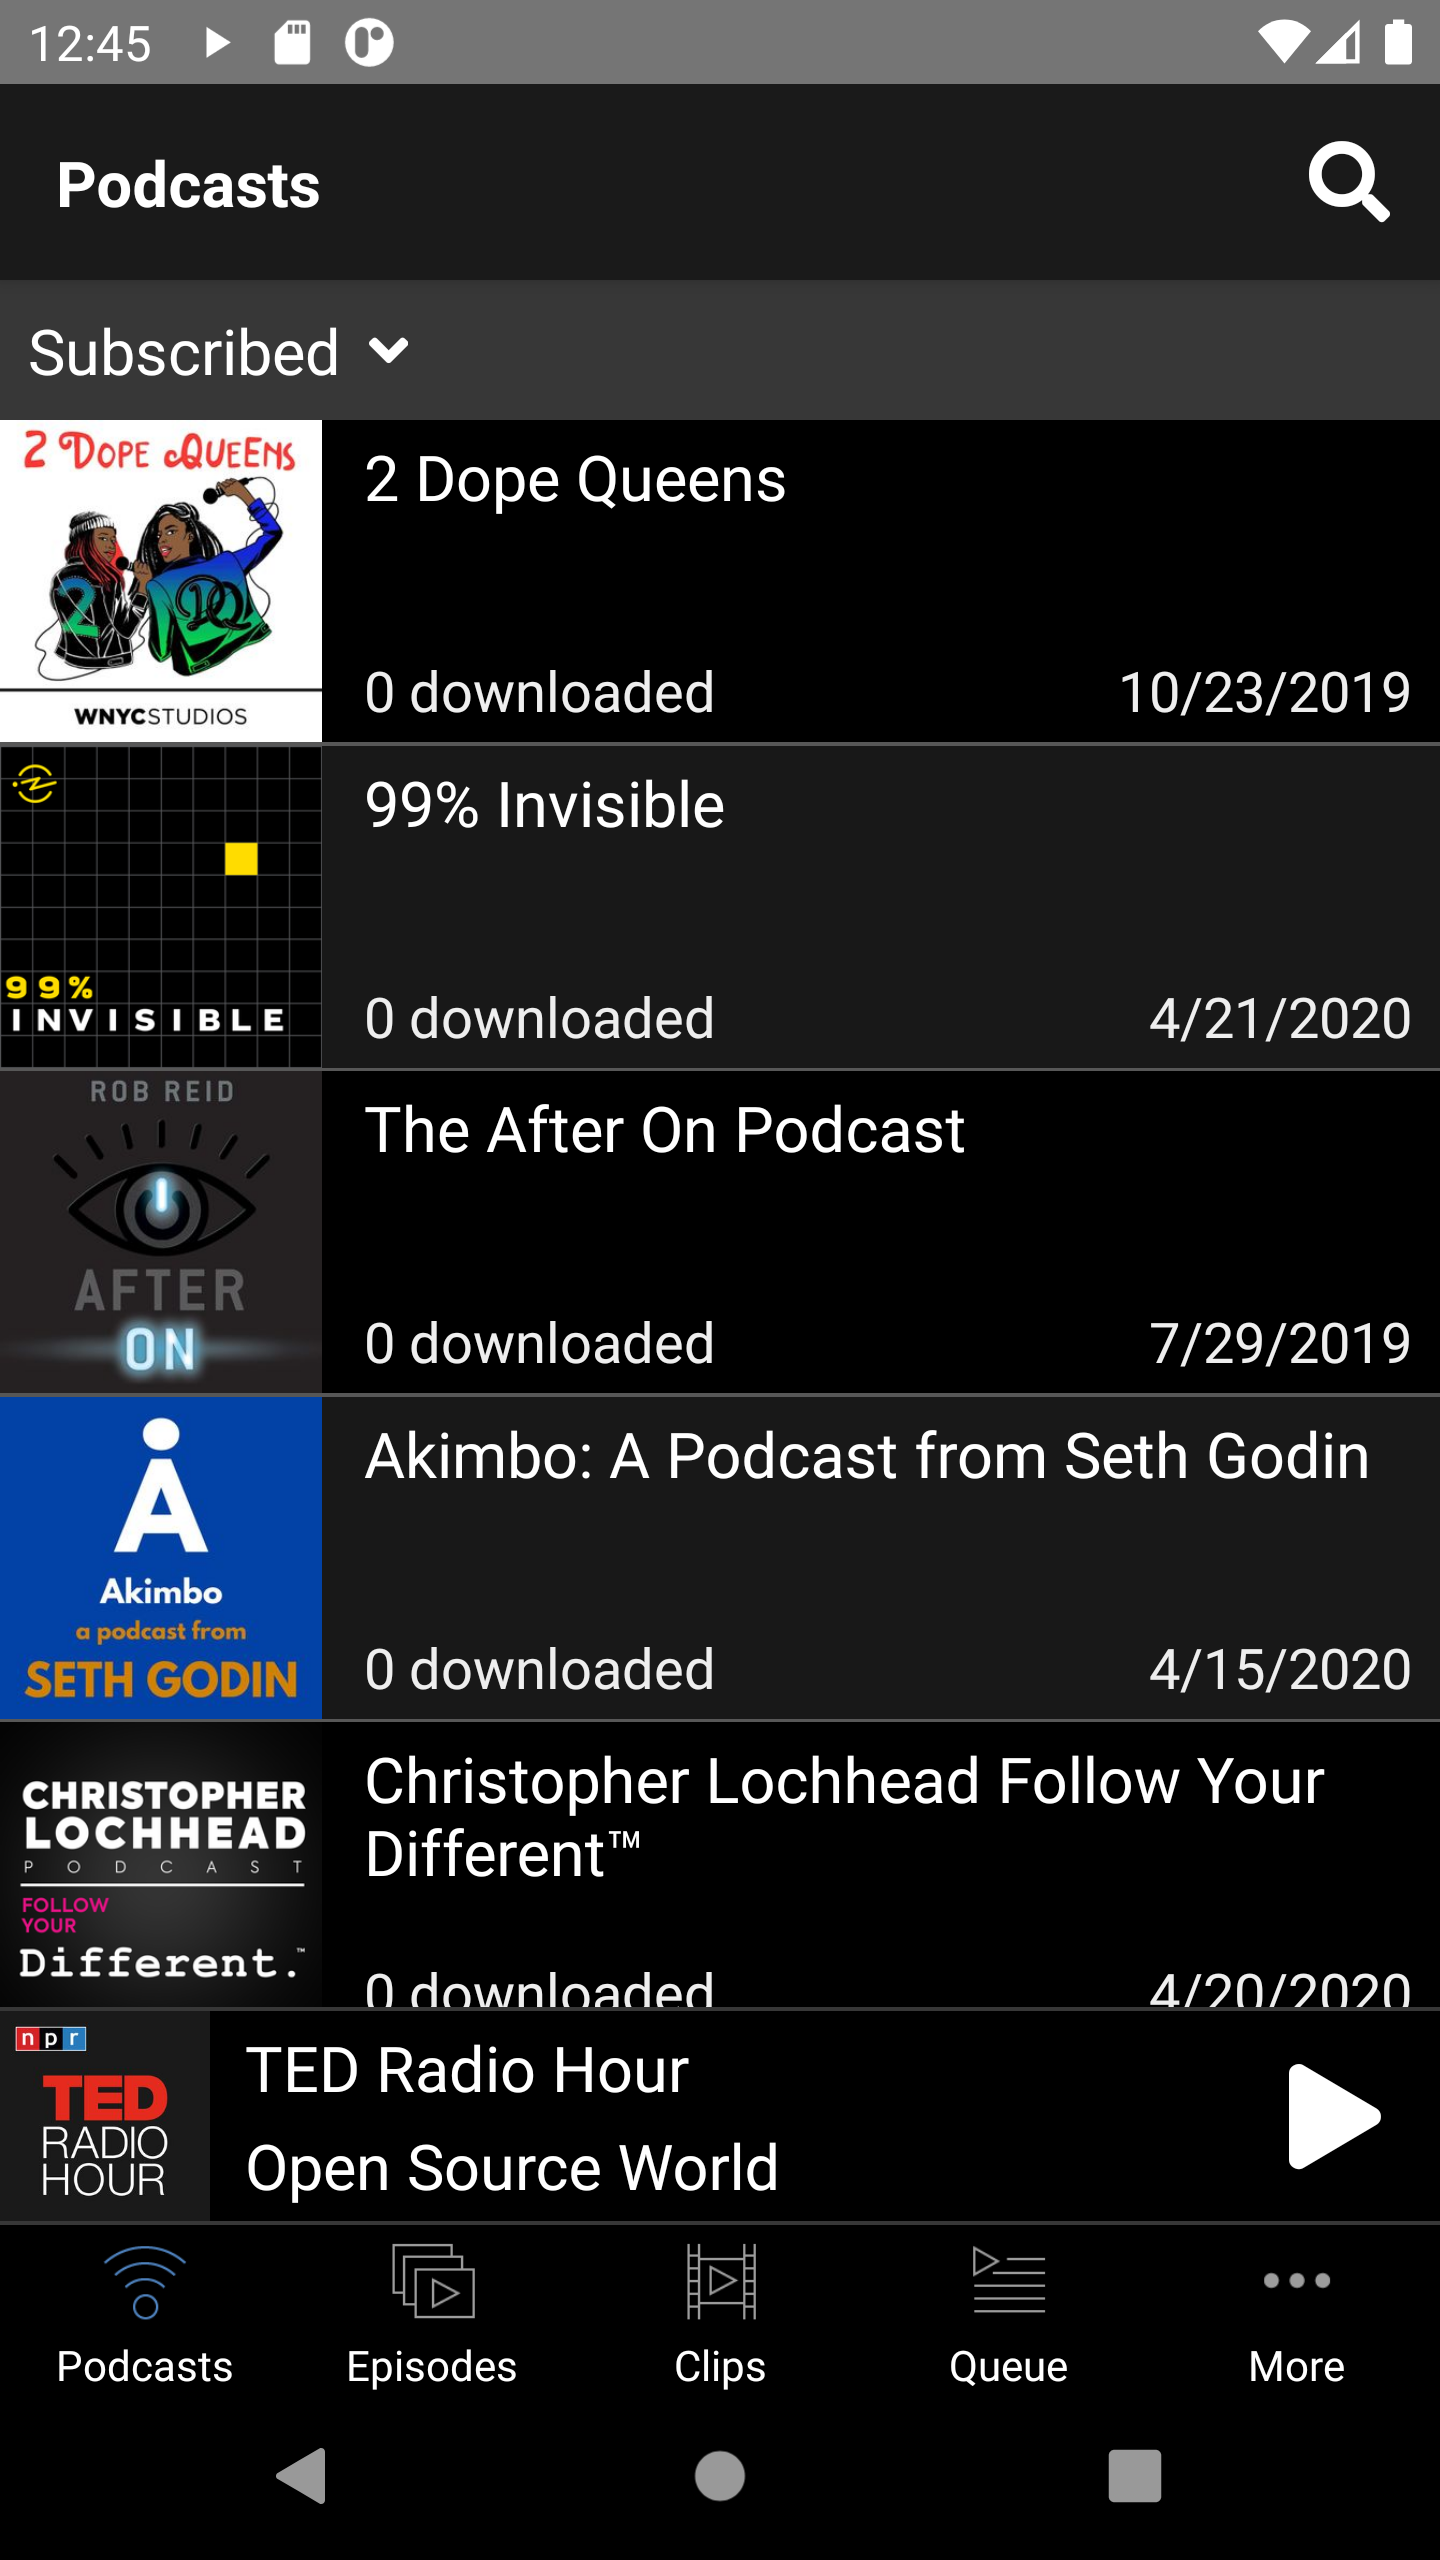 12:45
Podcasts
Subscribed
2 DOPE QUEENS
2
DQ
WNYCSTUDIOS
2 Dope Queens
0 downloaded
10/23/2019
99%
INVISIBLE
99% Invisible
0 downloaded
4/21/2020
ROB REID
AFTER
ON
The After On Podcast
0 downloaded
7/29/2019
Akimbo
a podcast from
SETH GODIN
Akimbo: A Podcast from Seth Godin
0 downloaded
4/15/2020
CHRISTOPHER
LOCHHEAD
PODCAST
FOLLOW
YOUR
Different.™
Christopher Lochhead Follow Your
Different™
0 downloaded
4/20/2020
npr
TED
RADIO
HOUR
TED Radio Hour
Open Source World
Podcasts
Episodes
Clips
Queue
More